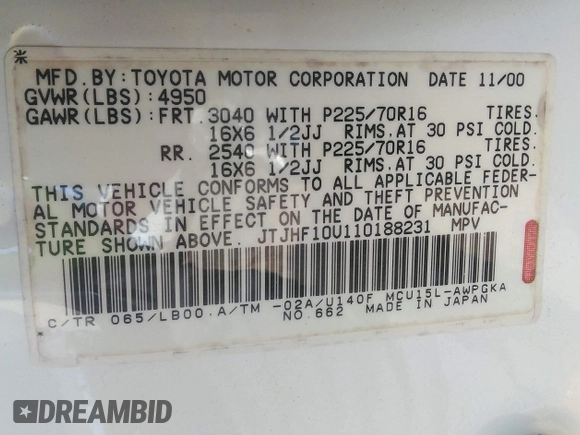 MFD.BY:TOYOTA MOTOR CORPORATION DATE 11/00
GVWR(LBS):4950
GAWR(LBS):FRT.3040 WITH P225/70R16 TIRES.
16X6 1/2JJ RIMS,AT 30 PSI COLD.
RR. 2540 WITH P225/70R16 TIRES.
16X6 1/2JJ RIMS,AT 30 PSI COLD.
THIS VEHICLE CONFORMS TO ALL APPLICABLE FEDER-
AL MOTOR VEHICLE SAFETY AND THEFT PREVENTION
STANDARDS IN EFFECT ON THE DATE OF MANUFAC-
TURE SHOWN ABOVE. JTJHF10U110188231 MPV
C/TR 065/LB00.A/TM -02A/U140F MCU15L-AWPGKA
NO.662 MADE IN JAPAN
DREAMBID